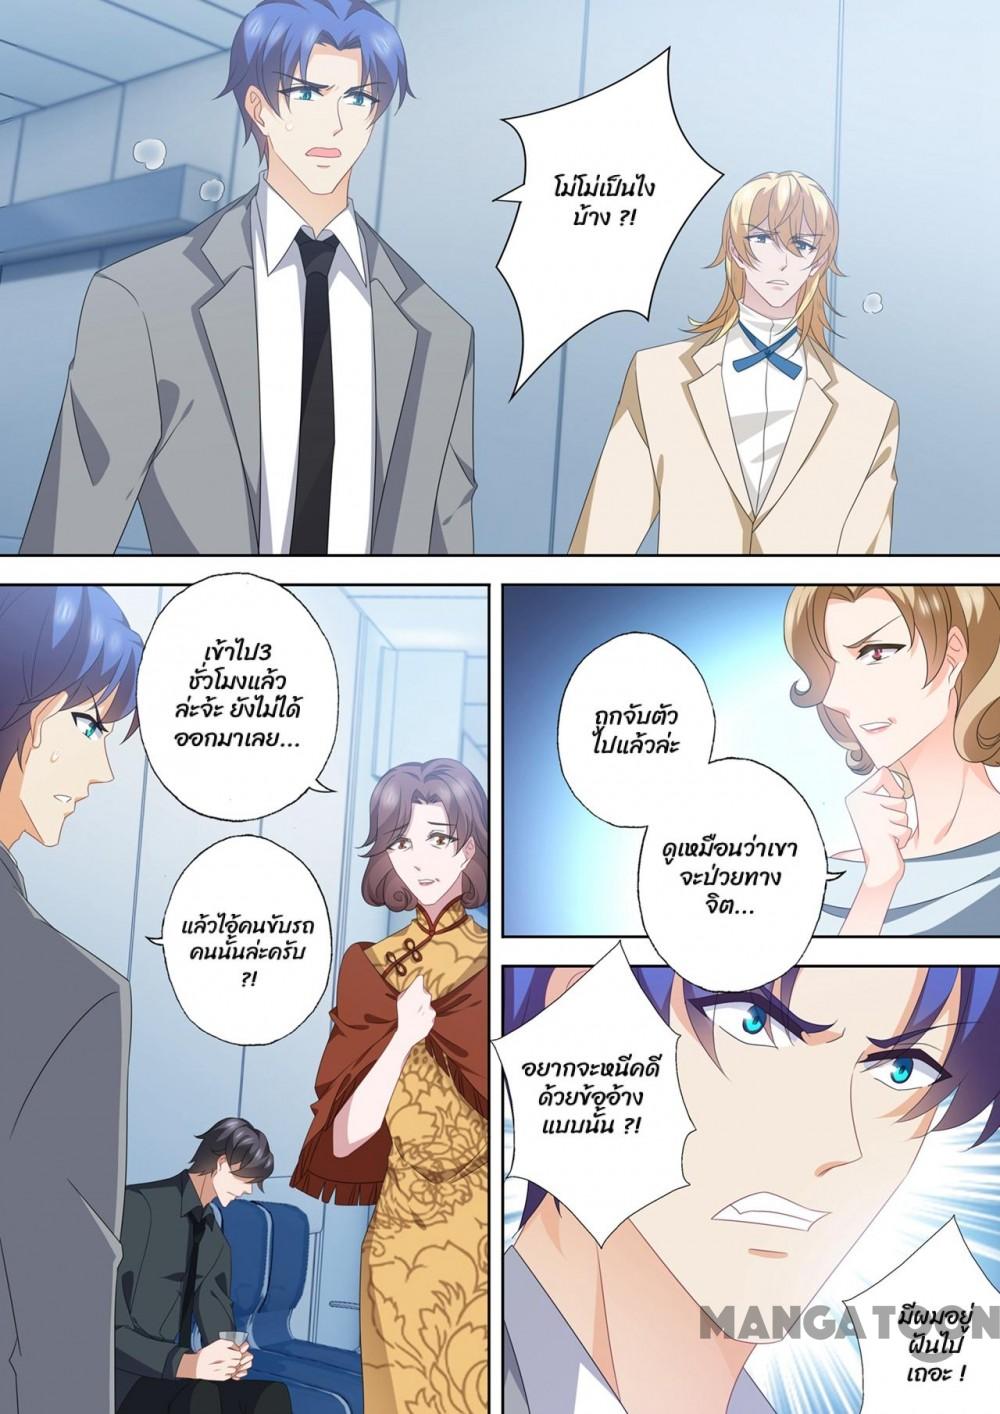 โม่โม่เป็นไง
บ้าง ?!
เข้าไป3
ชั่วโมงแล้ว
ล่ะจ้ะ ยังไม่ได้
ออกมาเลย...
แล้วไอ้คนขับรถ
คนนั้นล่ะครับ
?!
ถูกจับตัว
ไปแล้วล่ะ
ดูเหมือนว่าเขา
จะป่วยทาง
จิต...
อยากจะหนีคดี
ด้วยข้ออ้าง
แบบนั้น ?!
มีผมอยู่
ฝันไป
เถอะ !
MANGATOON